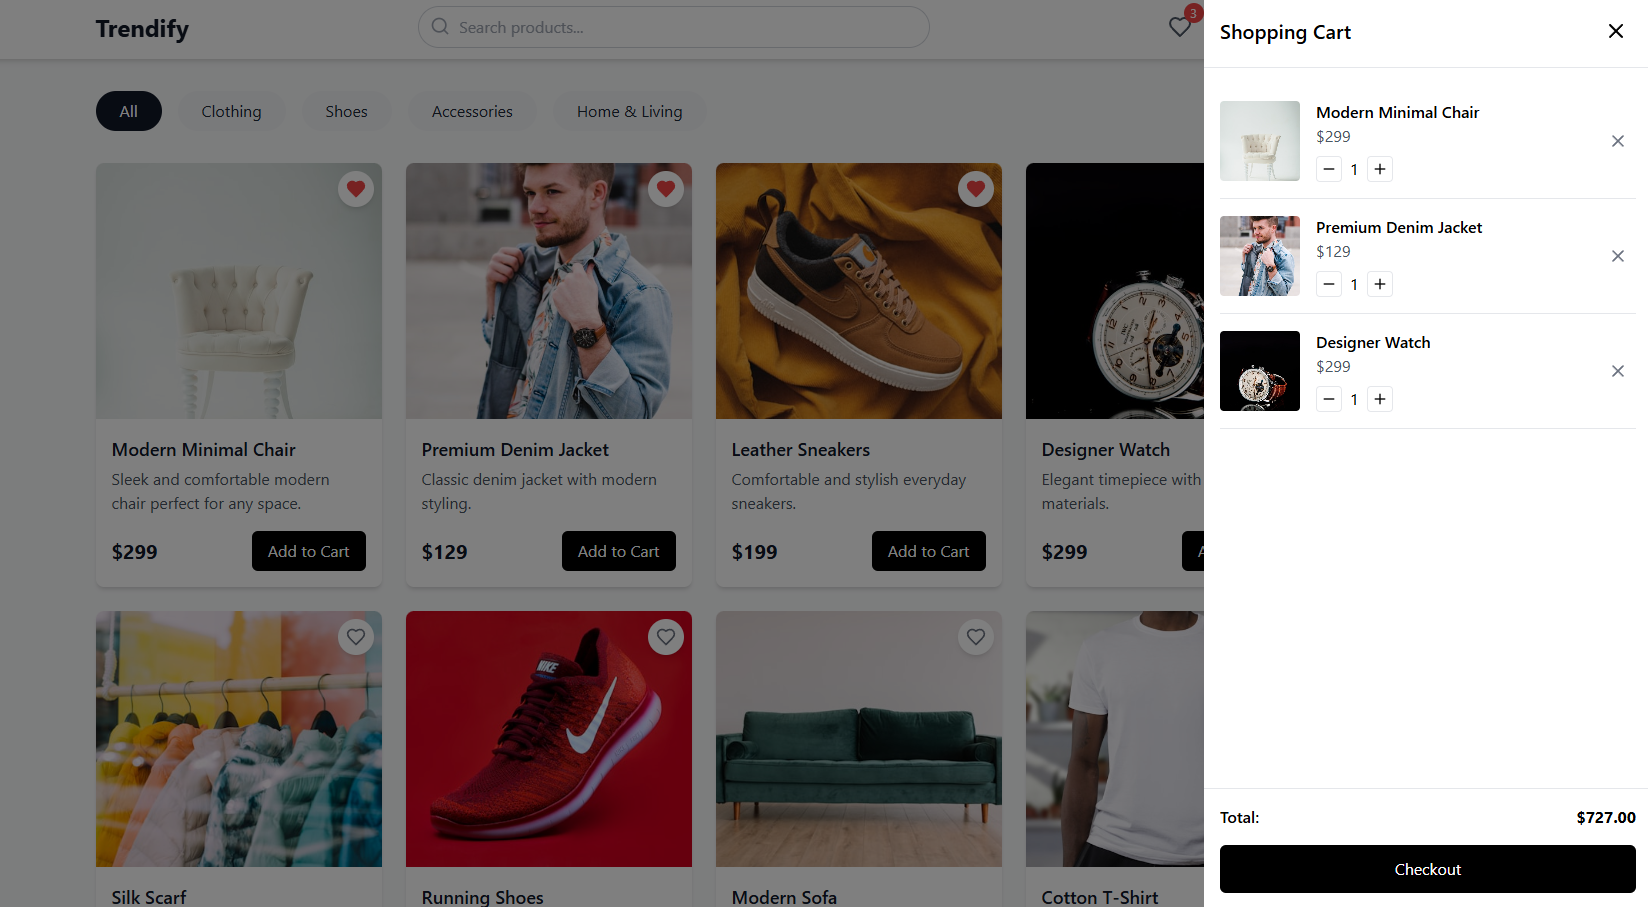 Trendify
Search products...
3
All
Clothing
Shoes
Accessories
Home & Living
Modern Minimal Chair
Sleek and comfortable modern
chair perfect for any space.
$299
Add to Cart
Premium Denim Jacket
Classic denim jacket with modern
styling.
$129
Add to Cart
Leather Sneakers
Comfortable and stylish everyday
sneakers.
$199
Add to Cart
Designer Watch
Elegant timepiece with
materials.
$299
A
NIKE
Silk Scarf
Running Shoes
Modern Sofa
Cotton T-Shirt
Shopping Cart
Modern Minimal Chair
$299
1
Premium Denim Jacket
$129
1
Designer Watch
$299
1
Total:
$727.00
Checkout